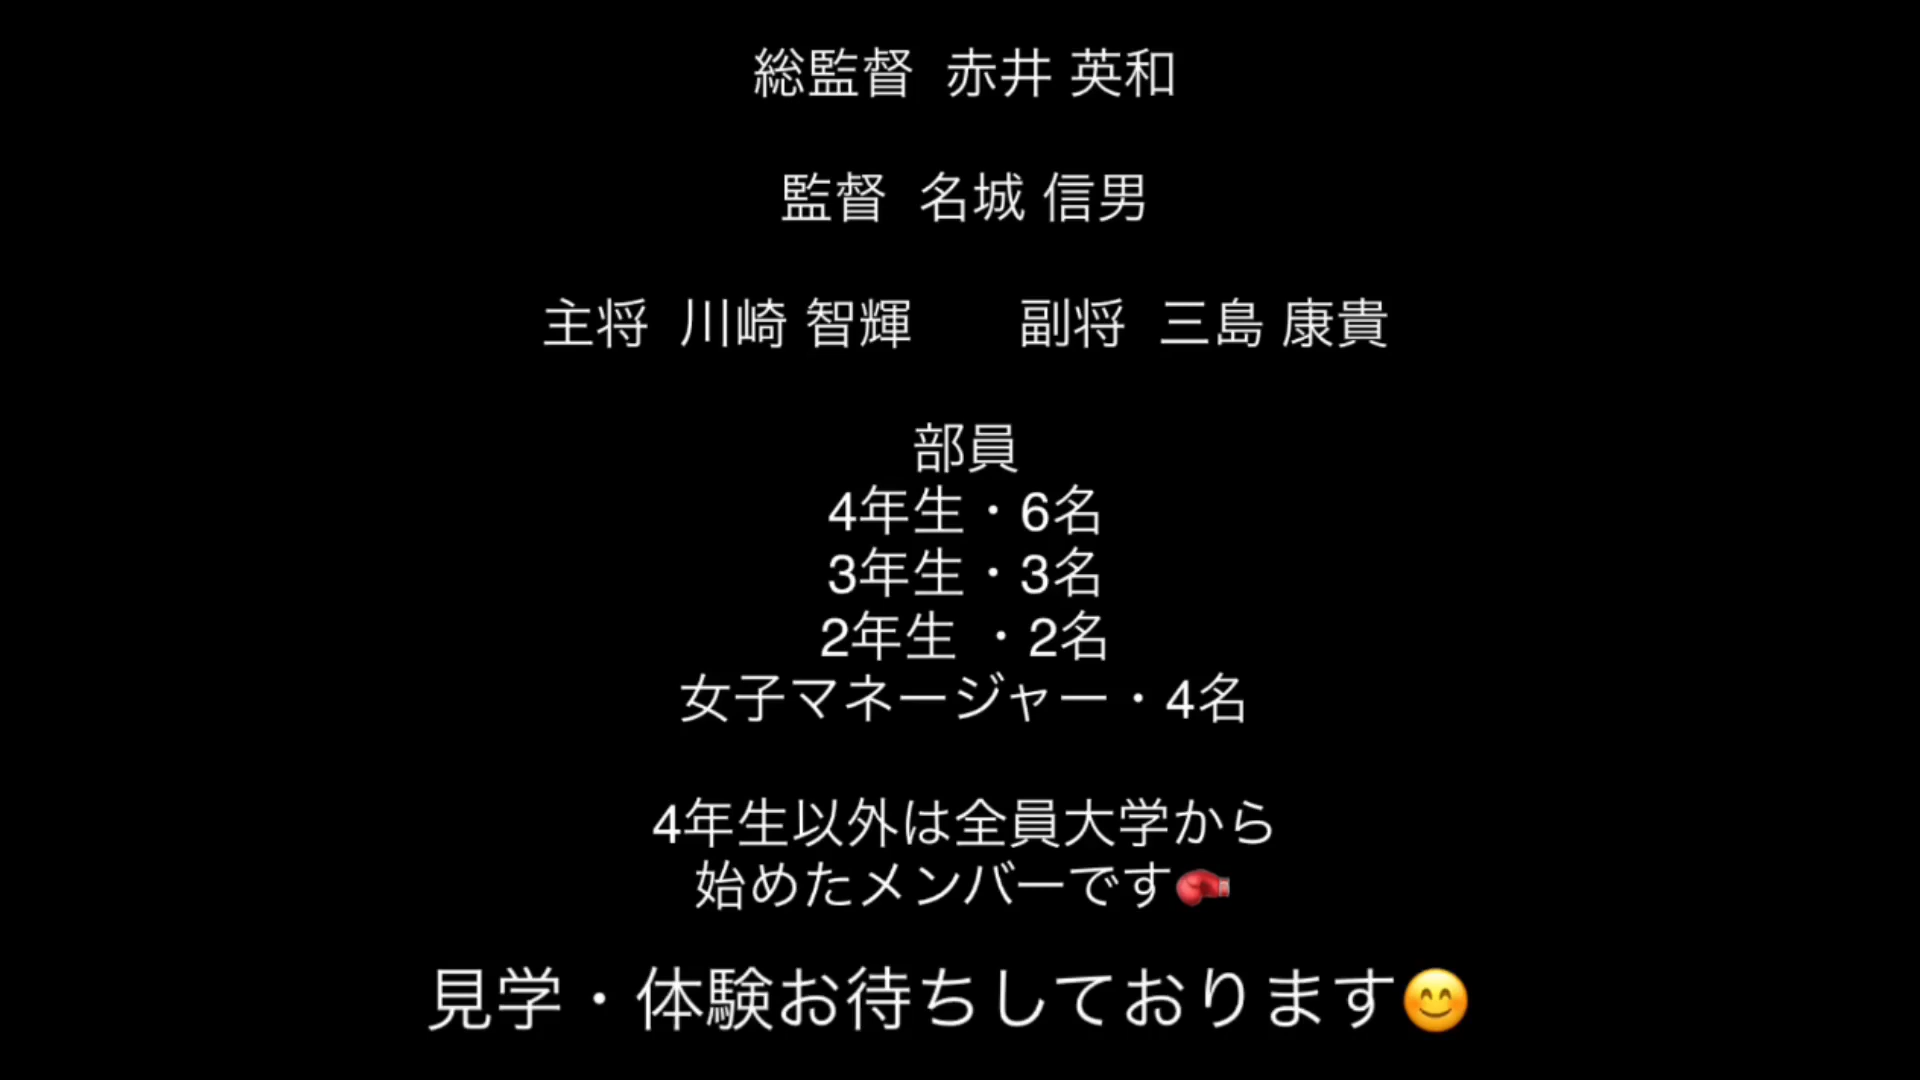 総監督 赤井 英和
監督 名城 信男
主将 川崎 智輝 副将 三島 康貴
部員
4年生・6名
3年生・3名
2年生 ・2名
女子マネージャー・4名
4年生以外は全員大学から
始めたメンバーです🥊
見学・体験お待ちしております😊